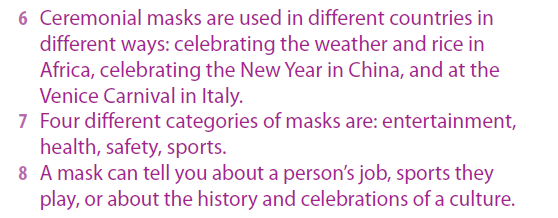 6 Ceremonial masks are used in different countries in
different ways: celebrating the weather and rice in
Africa, celebrating the New Year in China, and at the
Venice Carnival in Italy.
7 Four different categories of masks are: entertainment,
health, safety, sports.
8 A mask can tell you about a person’s job, sports they
play, or about the history and celebrations of a culture.